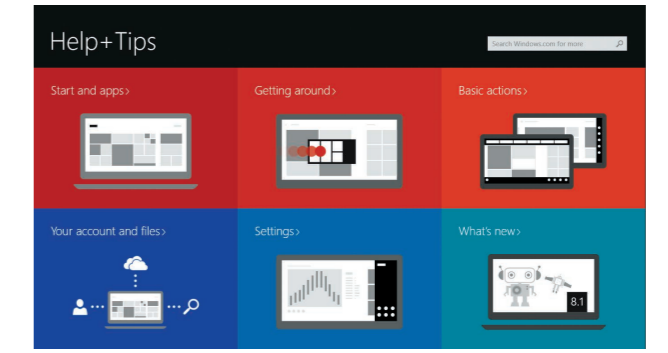 Help+Tips
Search Windows.com for more
Start and apps>
Getting around>
Basic actions>
Your account and files>
Settings>
What's new>
8.1